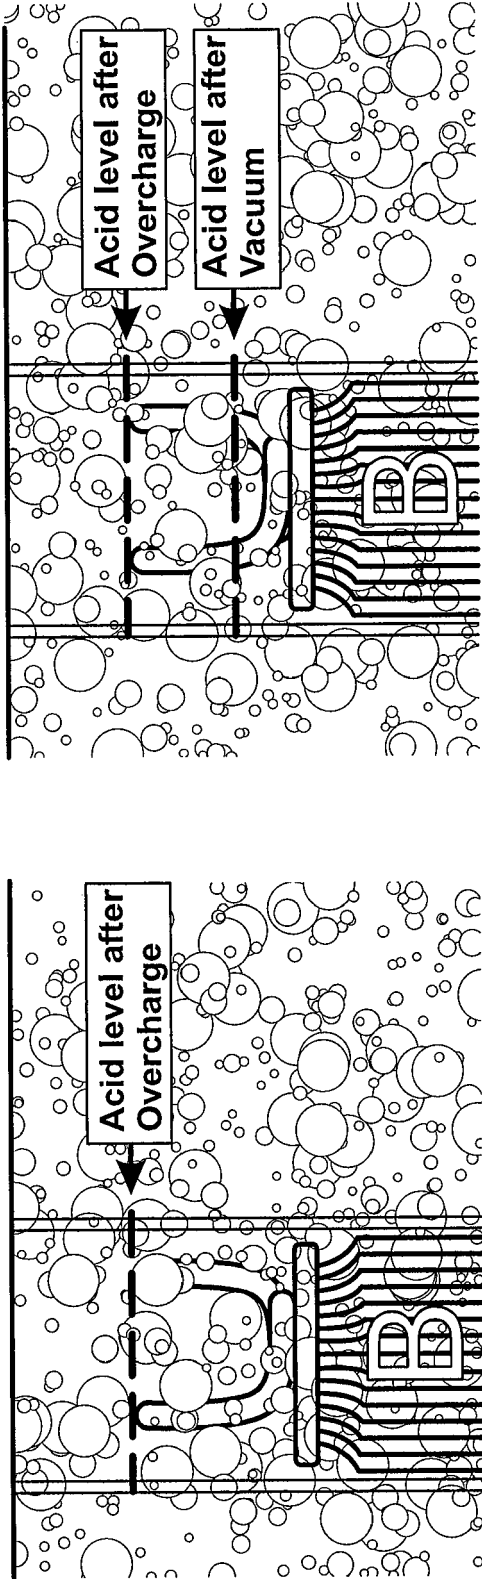 Acid level after
Overcharge
B
Acid level after
Overcharge
Acid level after
Vacuum
B